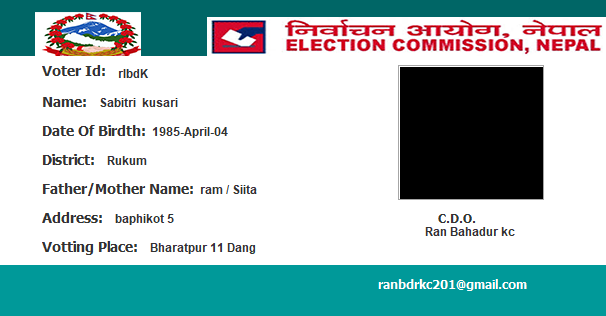 निर्वाचन आयोग, नेपाल
ELECTION COMMISSION, NEPAL
Voter Id: rlbdK
Name: Sabitri kusari
Date Of Birdth: 1985-April-04
District: Rukum
Father/Mother Name: ram / Siita
Address: baphikot 5
Votting Place: Bharatpur 11 Dang
C.D.O.
Ran Bahadur kc
ranbdrkc201@gmail.com